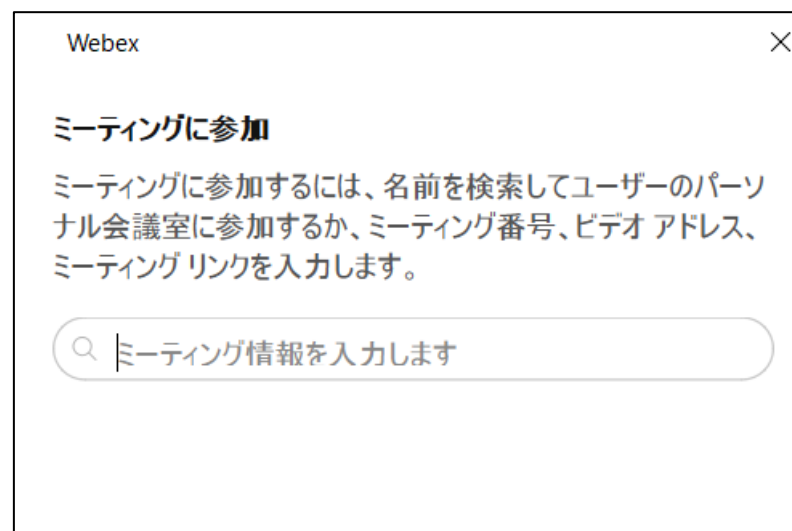 Webex
ミーティングに参加
ミーティングに参加するには、名前を検索してユーザーのパーソ
ナル会議室に参加するか、ミーティング番号、ビデオ アドレス、
ミーティング リンクを入力します。
ミーティング情報を入力します